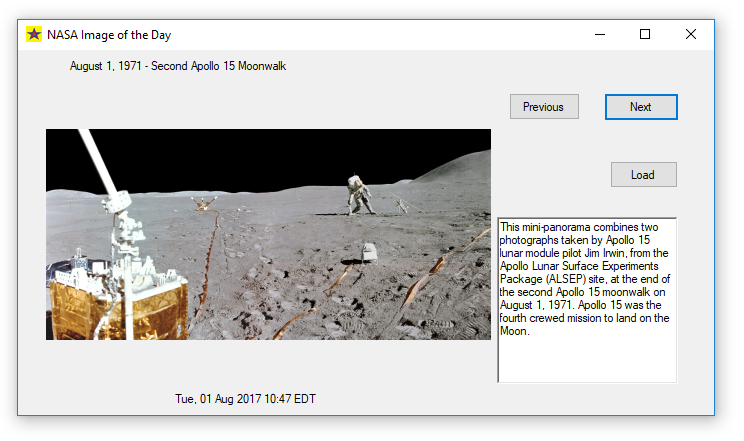 NASA Image of the Day
August 1, 1971 - Second Apollo 15 Moonwalk
Previous
Next
Load
This mini-panorama combines two
photographs taken by Apollo 15
lunar module pilot Jim Irwin, from the
Apollo Lunar Surface Experiments
Package (ALSEP) site, at the end of
the second Apollo 15 moonwalk on
August 1, 1971. Apollo 15 was the
fourth crewed mission to land on the
Moon.
Tue, 01 Aug 2017 10:47 EDT